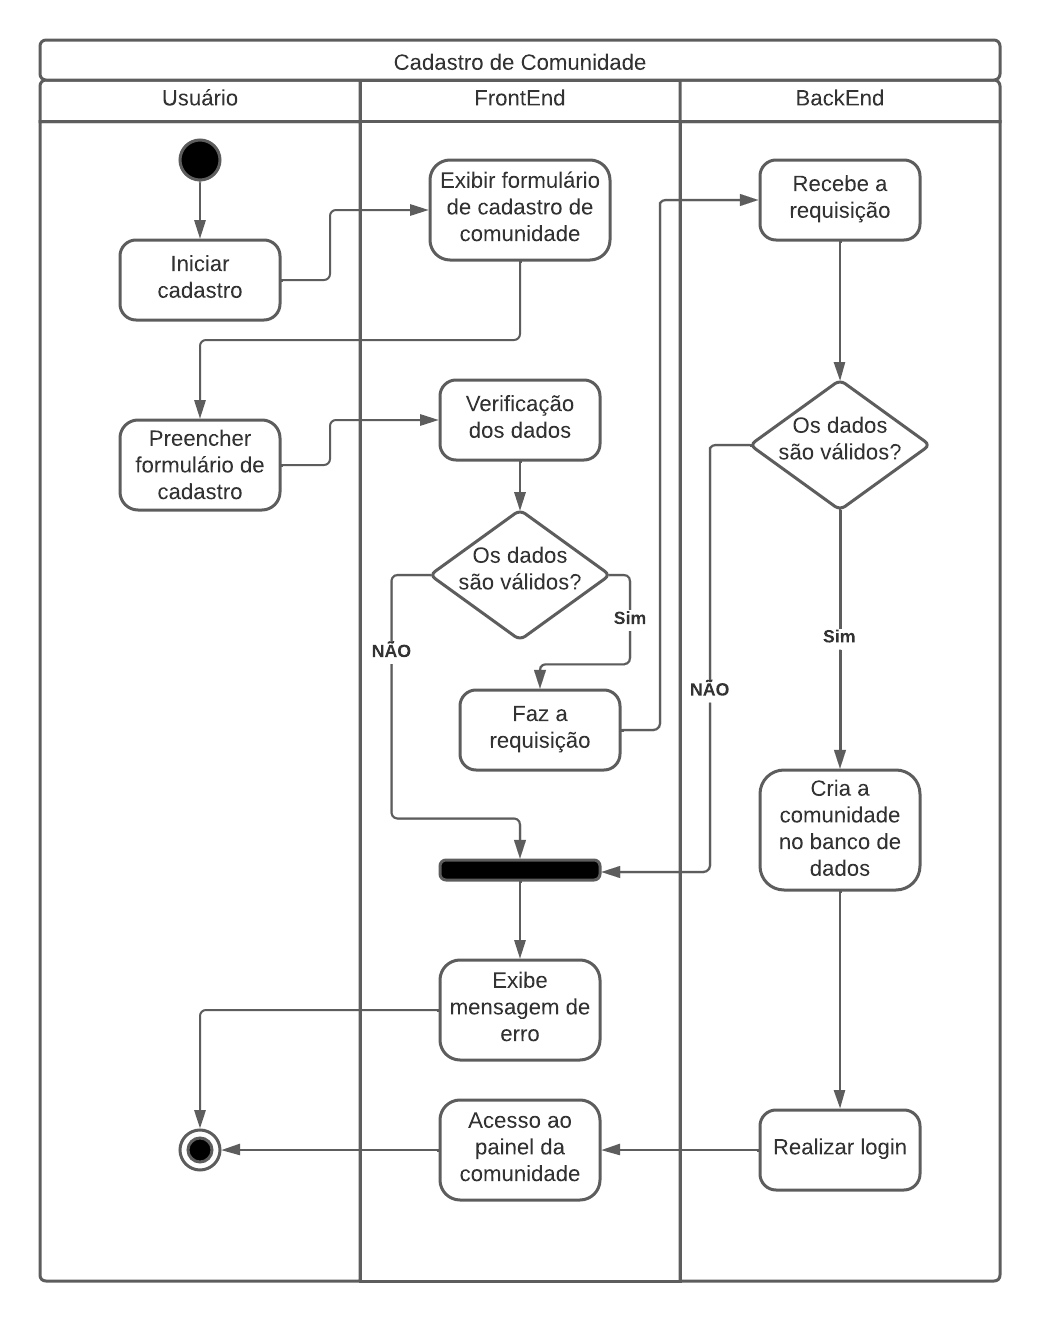 Cadastro de Comunidade
Usuário
FrontEnd
BackEnd
Iniciar
cadastro
Exibir formulário
de cadastro de
comunidade
Preencher
formulário de
cadastro
Verificação
dos dados
Os dados
são válidos?
Sim
NÃO
Faz a
requisição
Recebe a
requisição
Os dados
são válidos?
Sim
NÃO
Cria a
comunidade
no banco de
dados
Exibe
mensagem de
erro
Realizar login
Acesso ao
painel da
comunidade